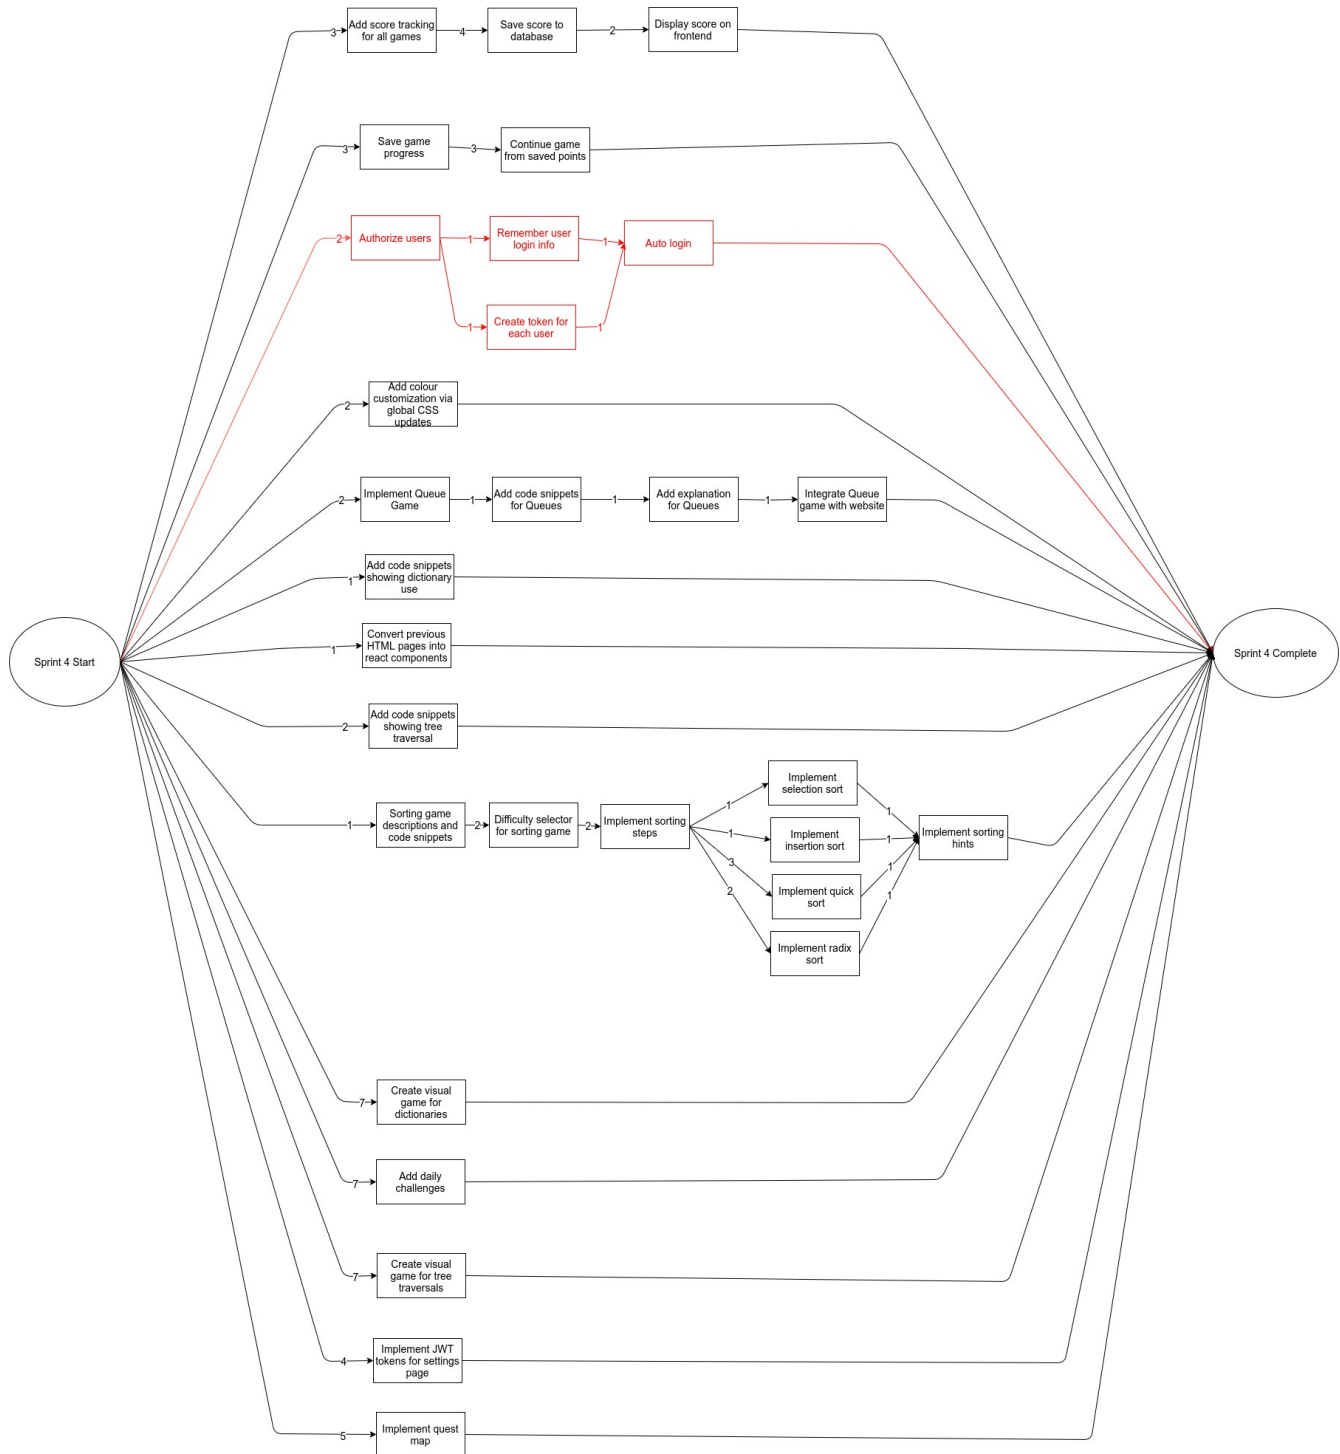 3
Add score tracking
for all games
4
Save score to
database
2
Display score on
frontend
3
Save game
progress
3
Continue game
from saved points
2
Authorize users
1
Remember user
login info
1
Auto login
1
Create token for
each user
1
2
Add colour
customization via
global CSS
updates
2
Implement Queue
Game
1
Add code snippets
for Queues
1
Add explanation
for Queues
1
Integrate Queue
game with website
1
Add code snippets
showing dictionary
use
Sprint 4 Start
1
Convert previous
HTML pages into
react components
Sprint 4 Complete
2
Add code snippets
showing tree
traversal
1
Sorting game
descriptions and
code snippets
2
Difficulty selector
for sorting game
2
Implement sorting
steps
1
Implement
selection sort
1
1
Implement
insertion sort
1
3
Implement quick
sort
1
2
Implement radix
sort
1
Implement sorting
hints
7
Create visual
game for
dictionaries
7
Add daily
challenges
7
Create visual
game for tree
traversals
4
Implement JWT
tokens for settings
page
5
Implement quest
map